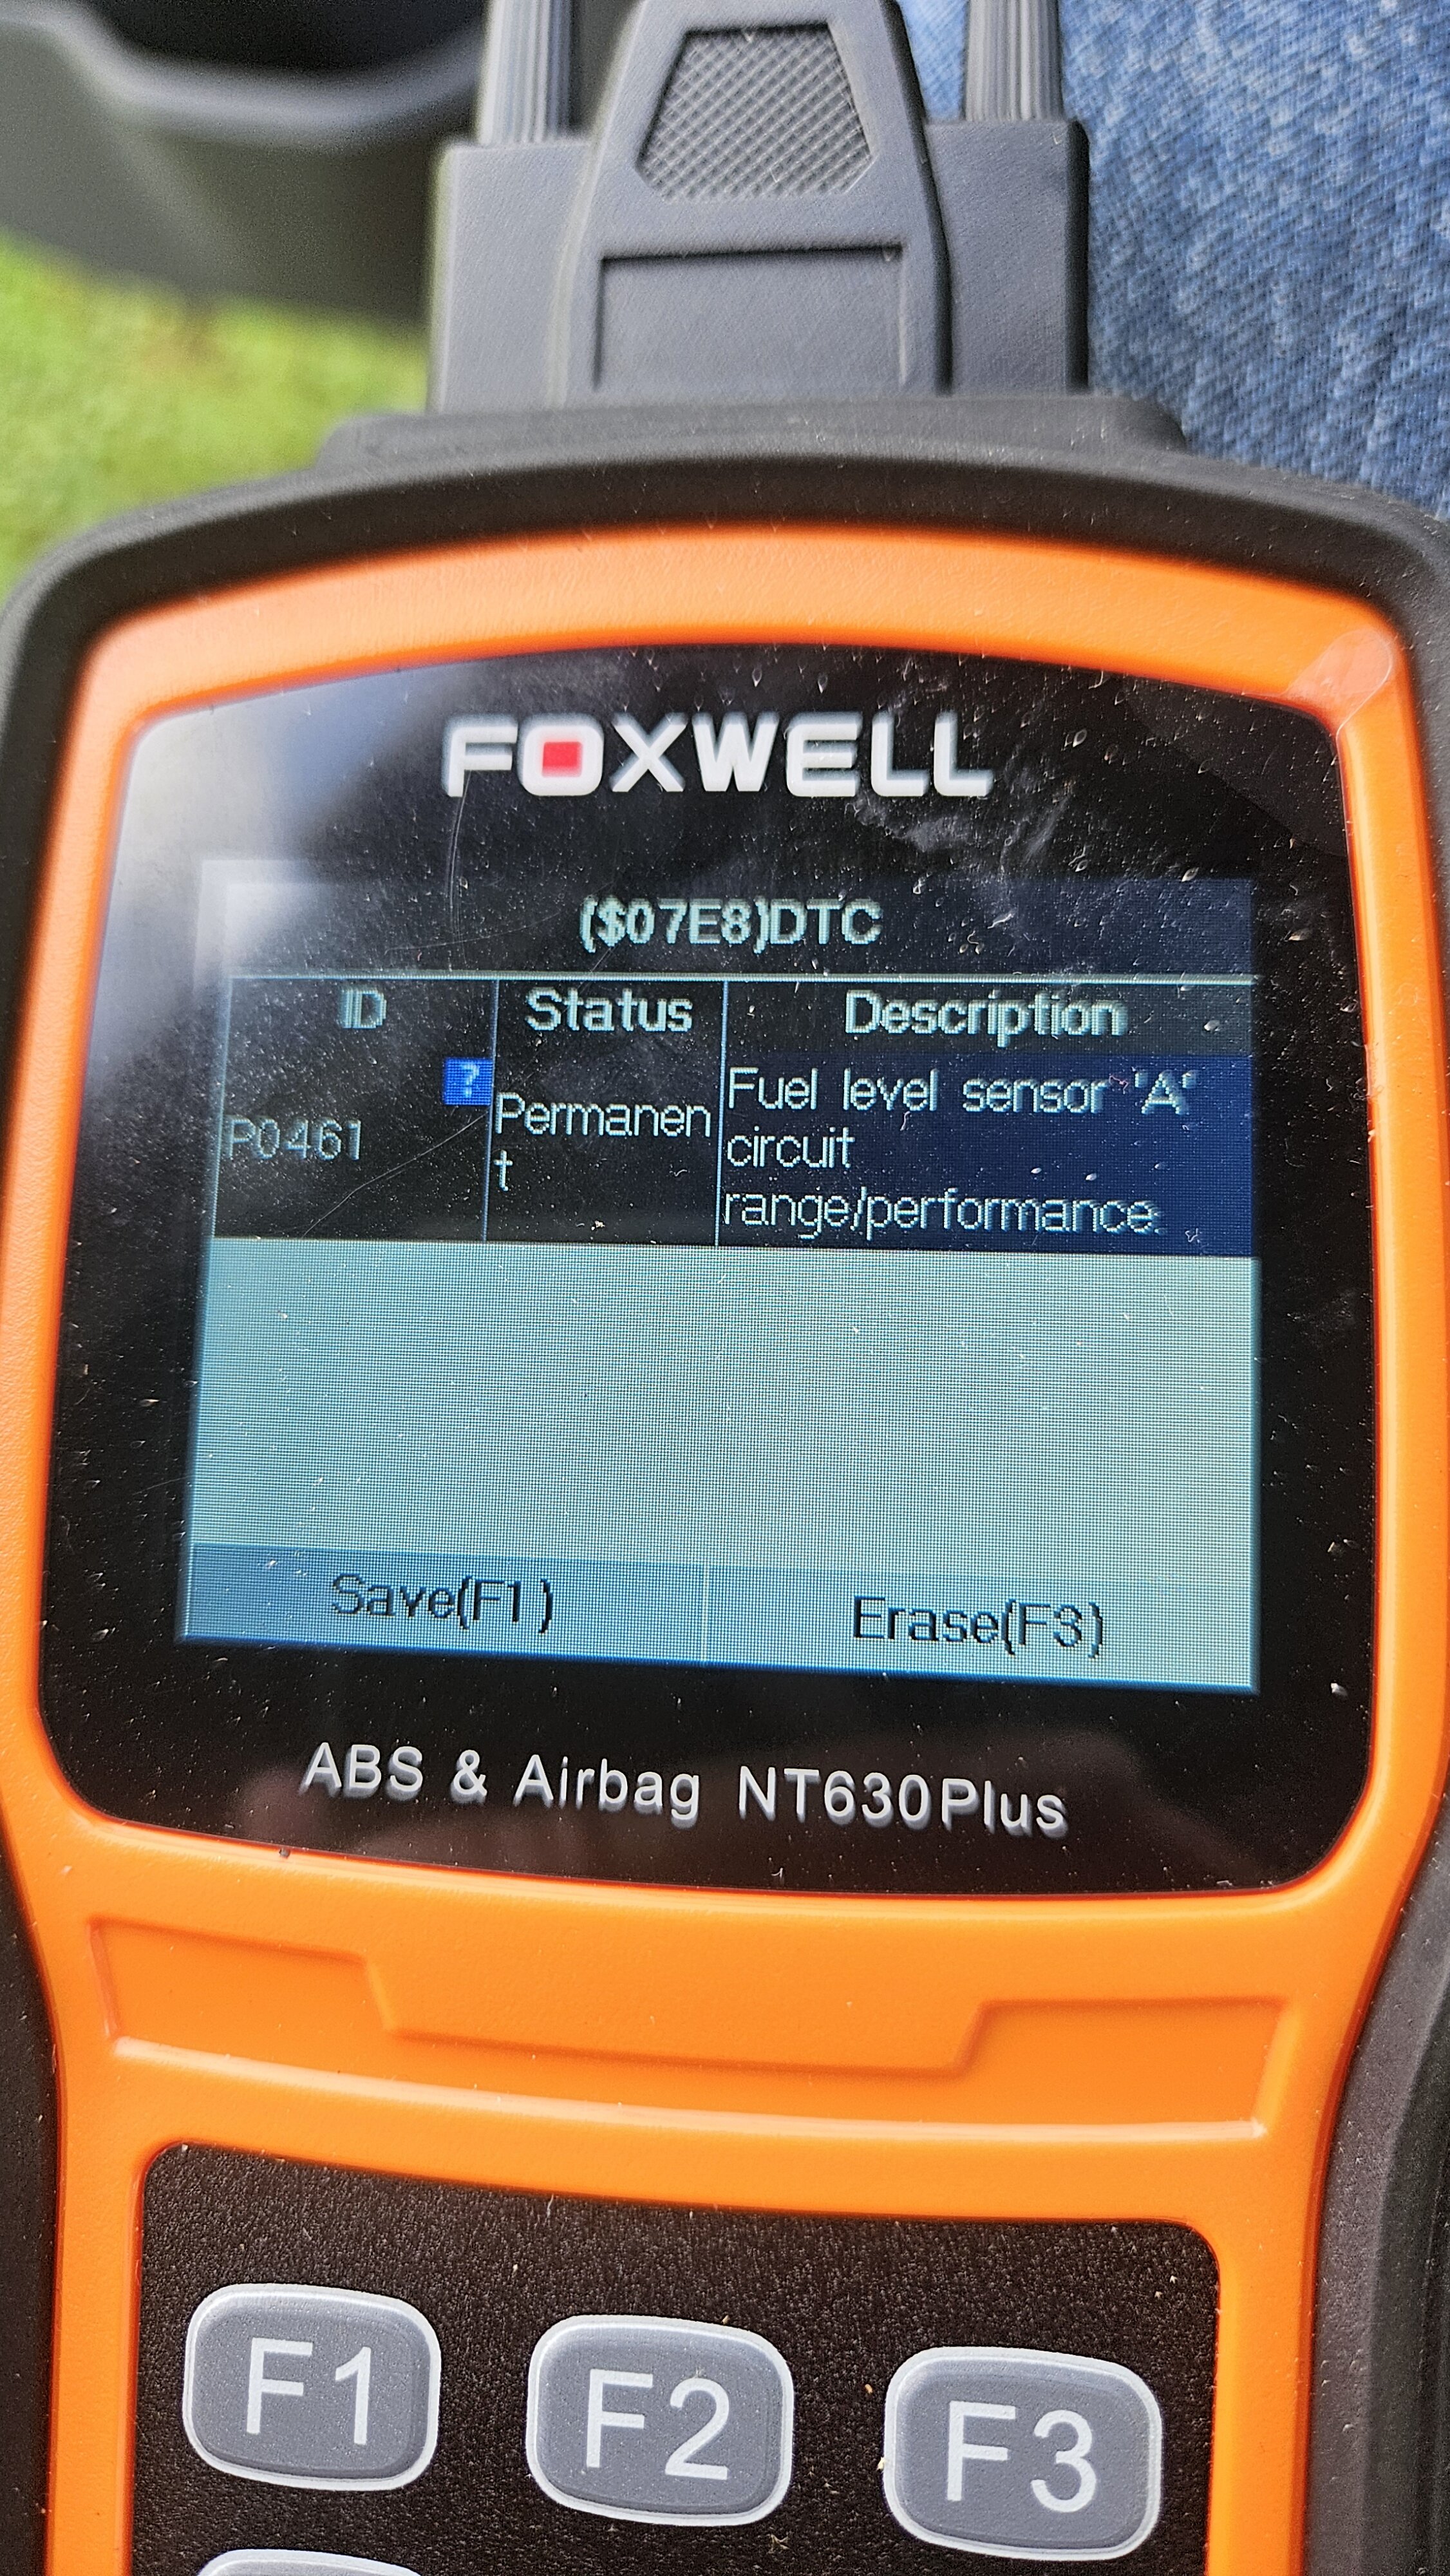 FOXWELL
($07E8)DTC
ID Status Description
P0461 ? Permanent Fuel level sensor 'A' circuit range/performance
Save(F1) Erase(F3)
ABS & Airbag NT630Plus
F1 F2 F3